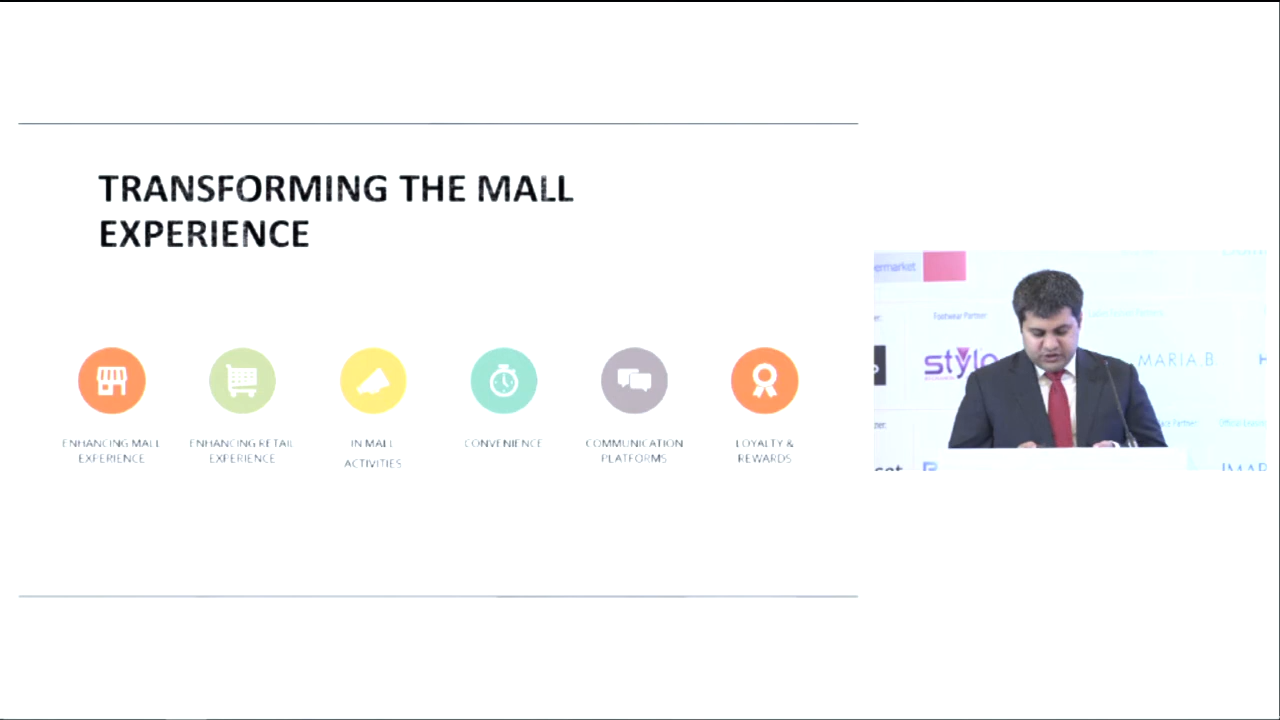 TRANSFORMING THE MALL
EXPERIENCE
ENHANCING MALL
EXPERIENCE
ENHANCING RETAIL
EXPERIENCE
IN MALL
ACTIVITIES
CONVENIENCE
COMMUNICATION
PLATFORMS
LOYALTY &
REWARDS
ermarket
Footwear Partner:
stylo
MARIA.B.